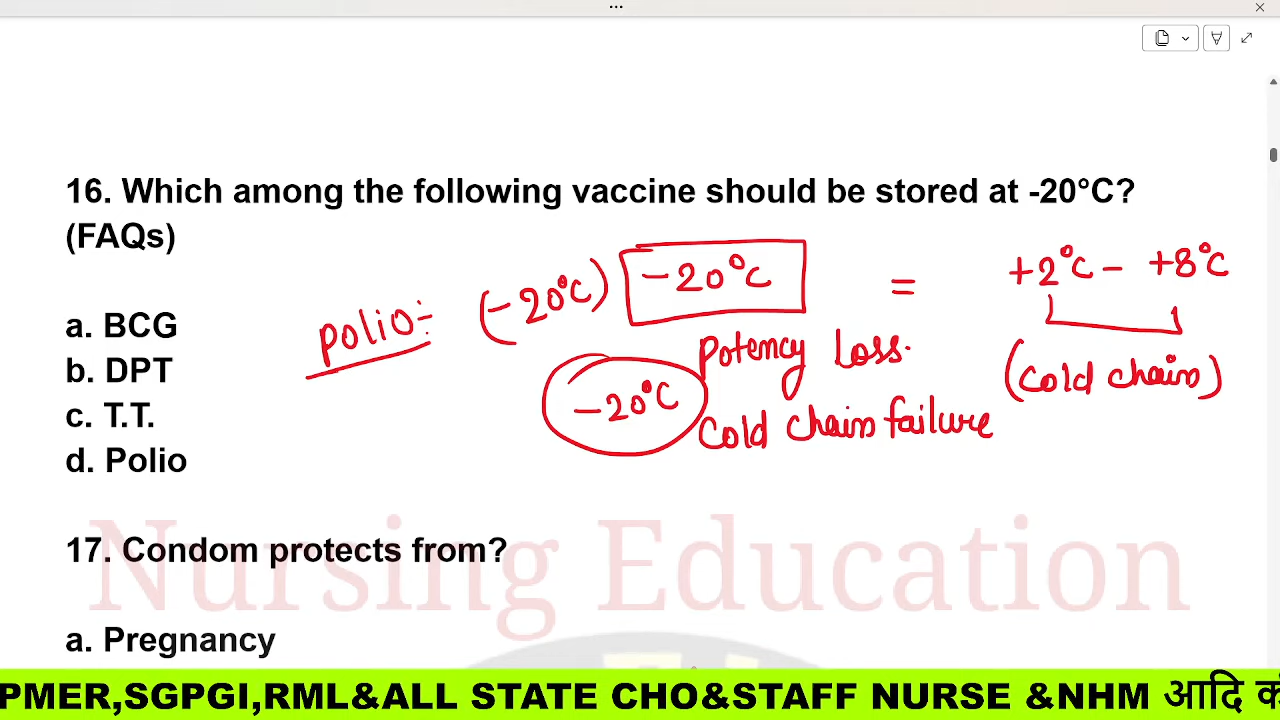 16. Which among the following vaccine should be stored at -20°C?
(FAQs)
polio:- (-20°C) -20°C = +2°C - +8°C
a. BCG
b. DPT
c. T.T.
d. Polio
-20°C
Potency Loss.
Cold chain failure
(Cold chain)
Nursing Education
17. Condom protects from?
a. Pregnancy
PMER,SGPGI,RML&ALL STATE CHO&STAFF NURSE &NHM आदि की